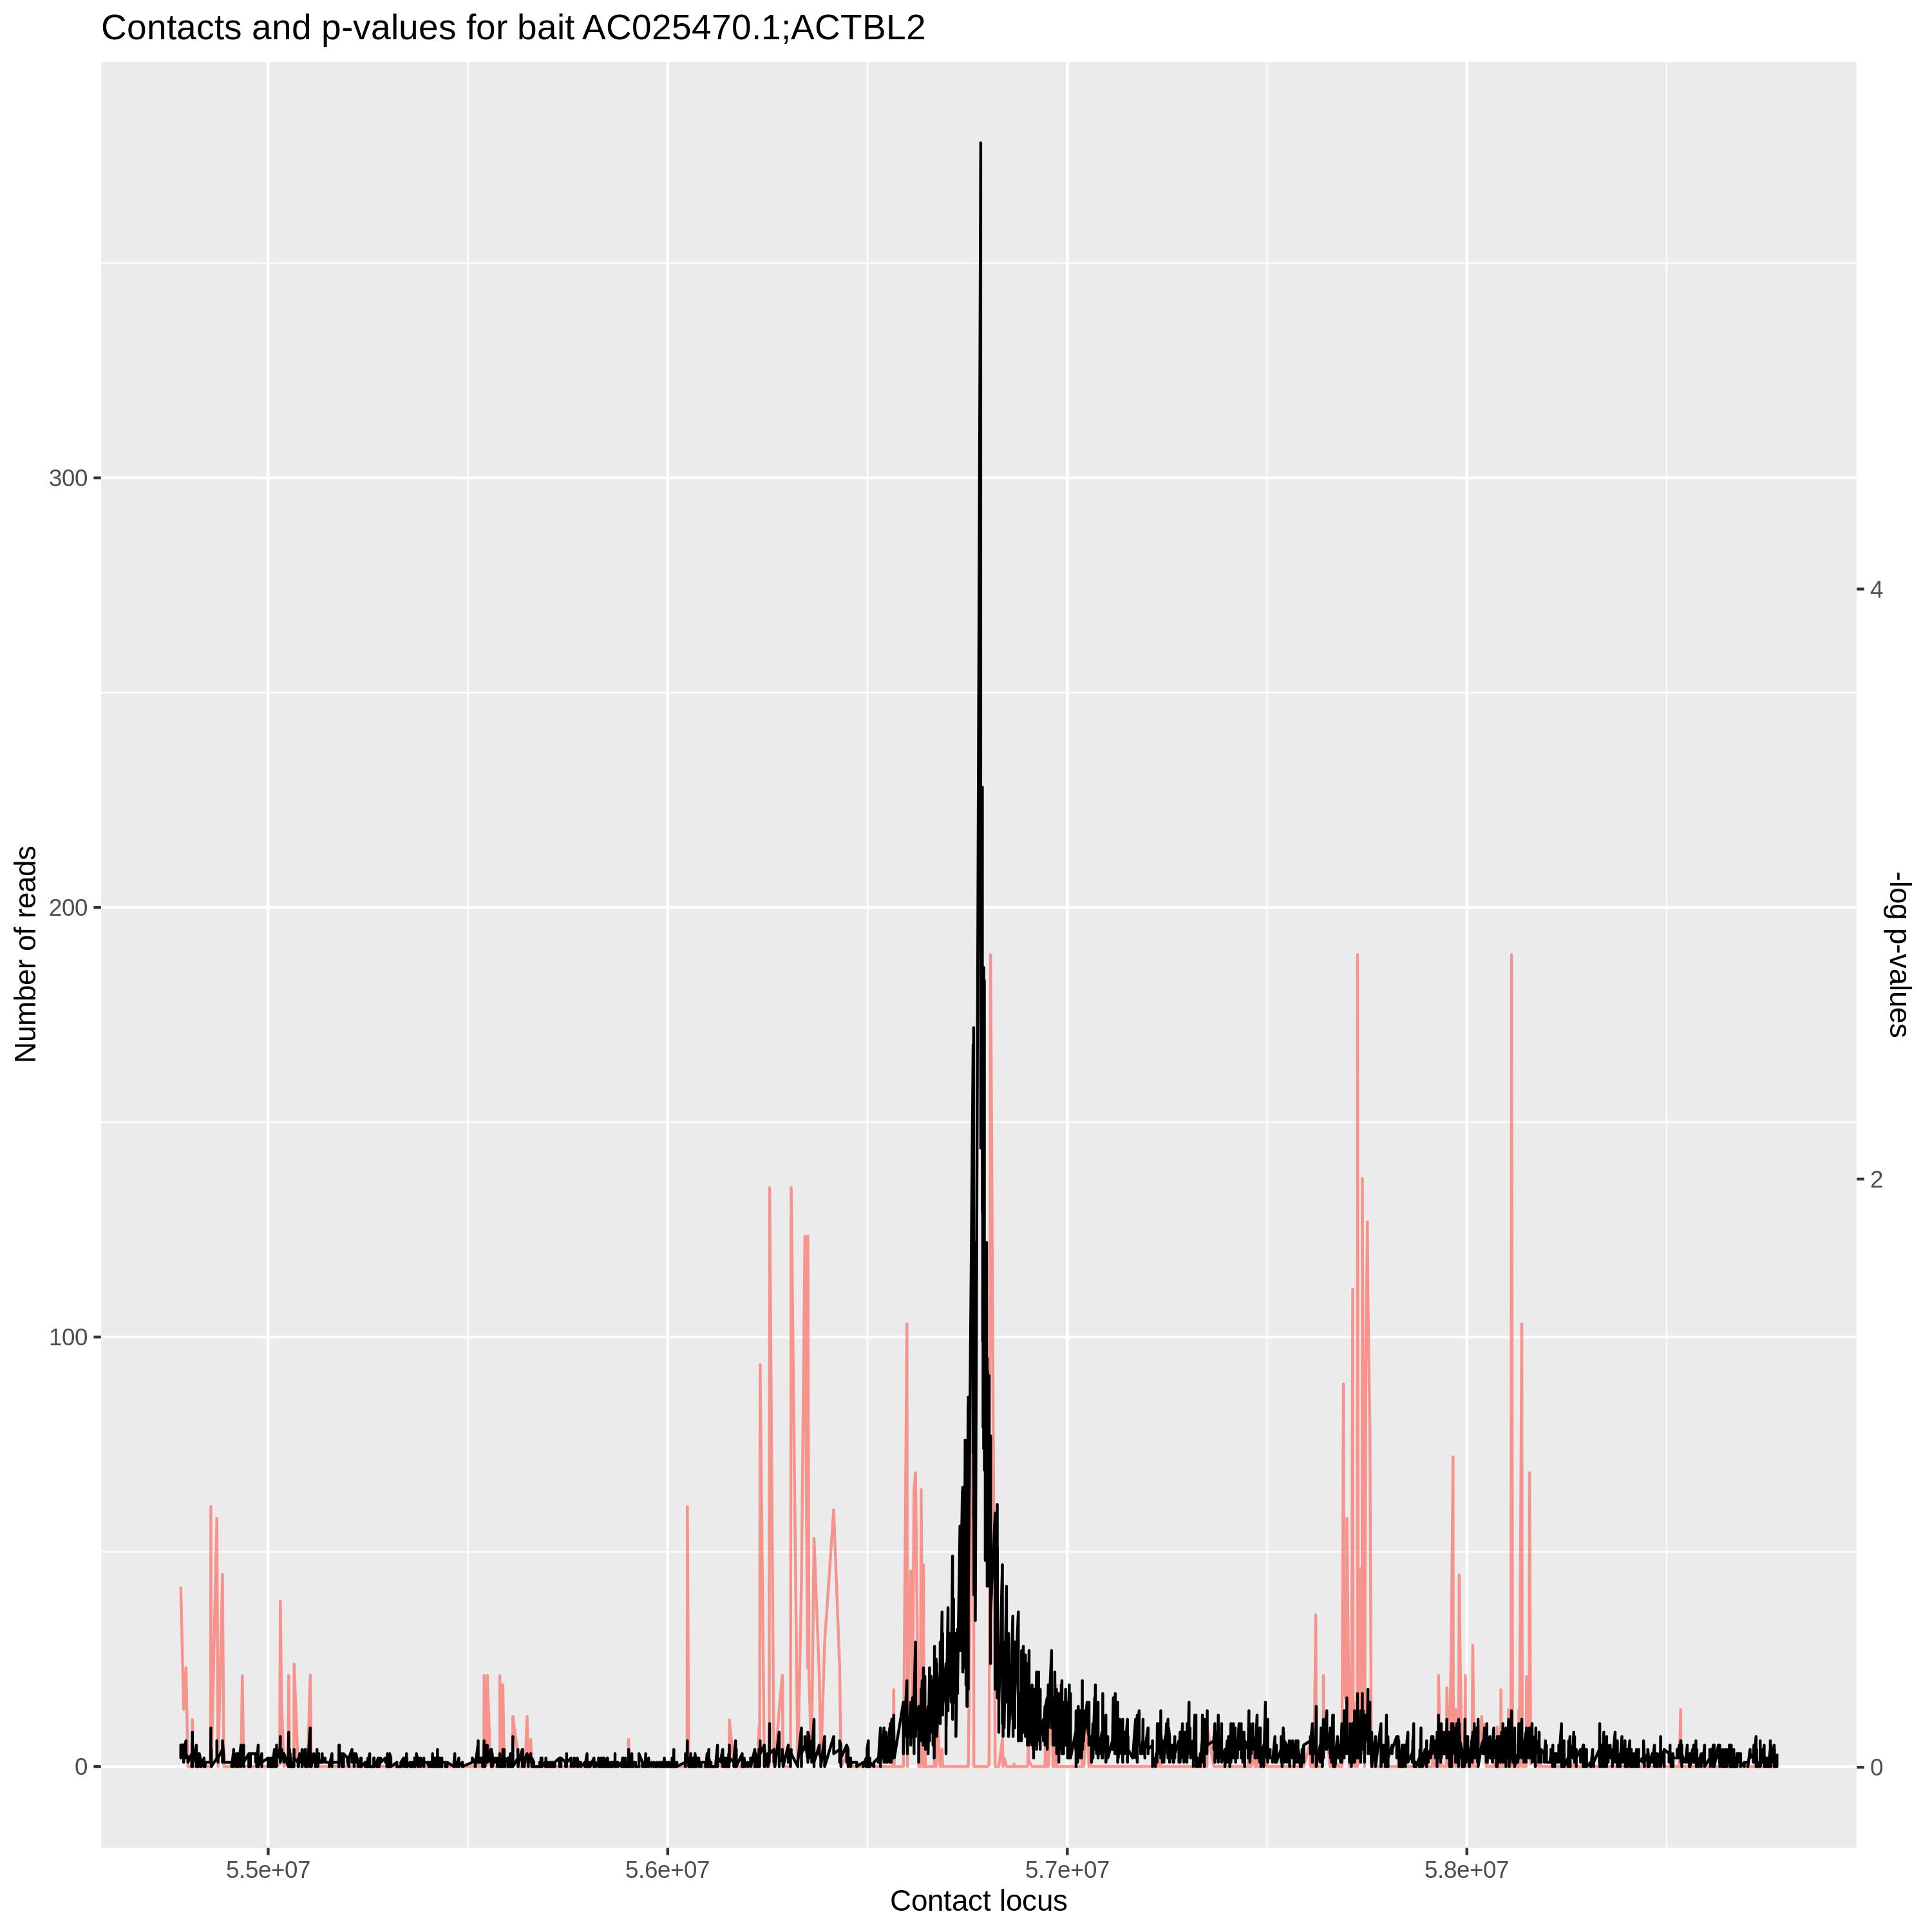 Contacts and p-values for bait AC025470.1;ACTBL2
300
200
100
0
Number of reads
4
2
0
-log p-values
5.5e+07 5.6e+07 5.7e+07 5.8e+07
Contact locus